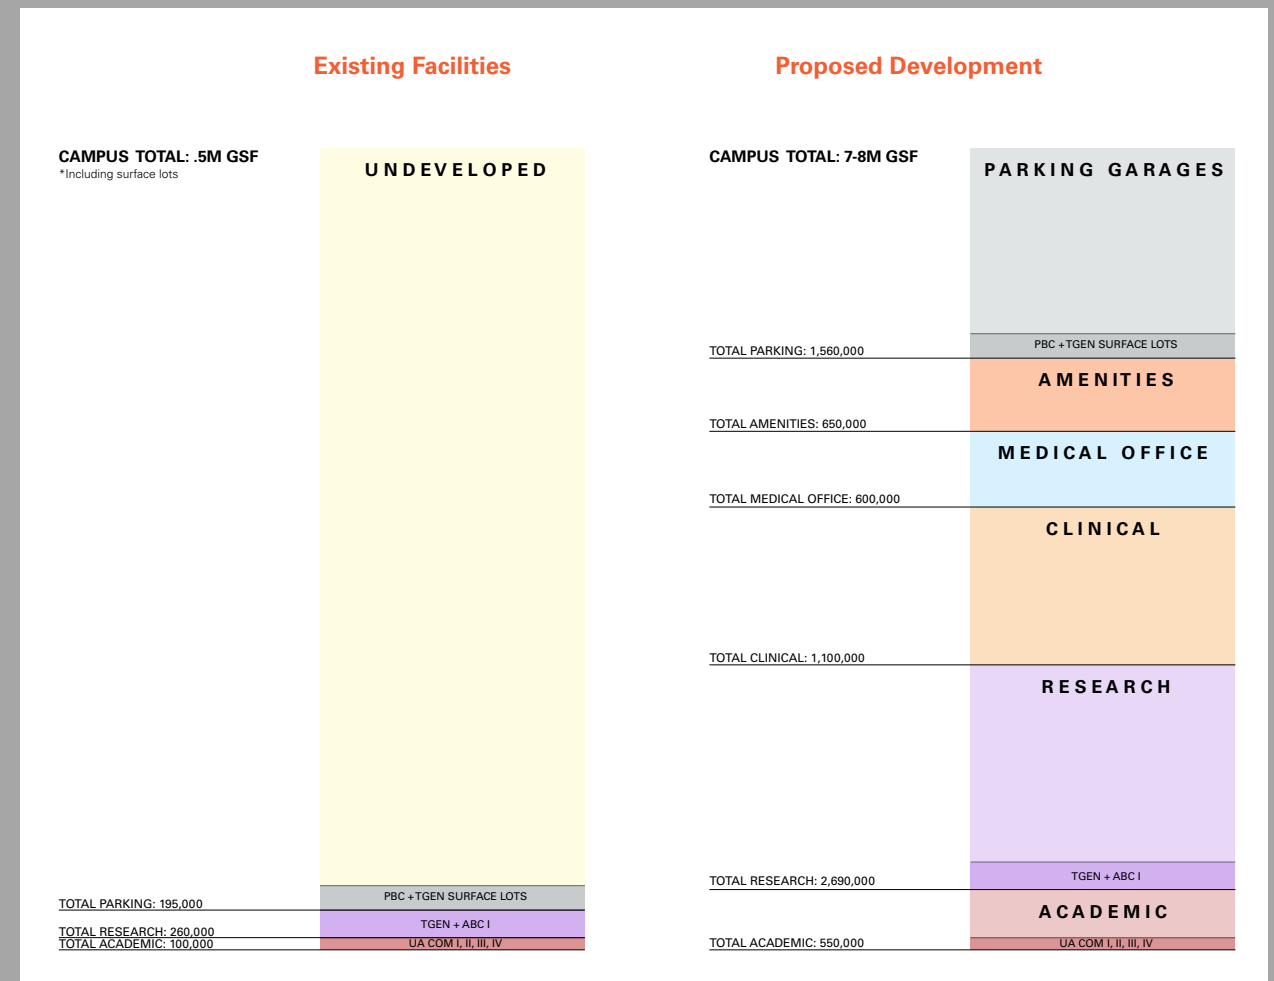 Existing Facilities
CAMPUS TOTAL: .5M GSF
*Including surface lots
UNDEVELOPED
PBC + TGEN SURFACE LOTS
TOTAL PARKING: 195,000
TGEN + ABC I
TOTAL RESEARCH: 260,000
TOTAL ACADEMIC: 100,000
UA COM I, II, III, IV
Proposed Development
CAMPUS TOTAL: 7-8M GSF
PARKING GARAGES
PBC + TGEN SURFACE LOTS
TOTAL PARKING: 1,560,000
AMENITIES
TOTAL AMENITIES: 650,000
MEDICAL OFFICE
TOTAL MEDICAL OFFICE: 600,000
CLINICAL
TOTAL CLINICAL: 1,100,000
RESEARCH
TGEN + ABC I
TOTAL RESEARCH: 2,690,000
ACADEMIC
TOTAL ACADEMIC: 550,000
UA COM I, II, III, IV